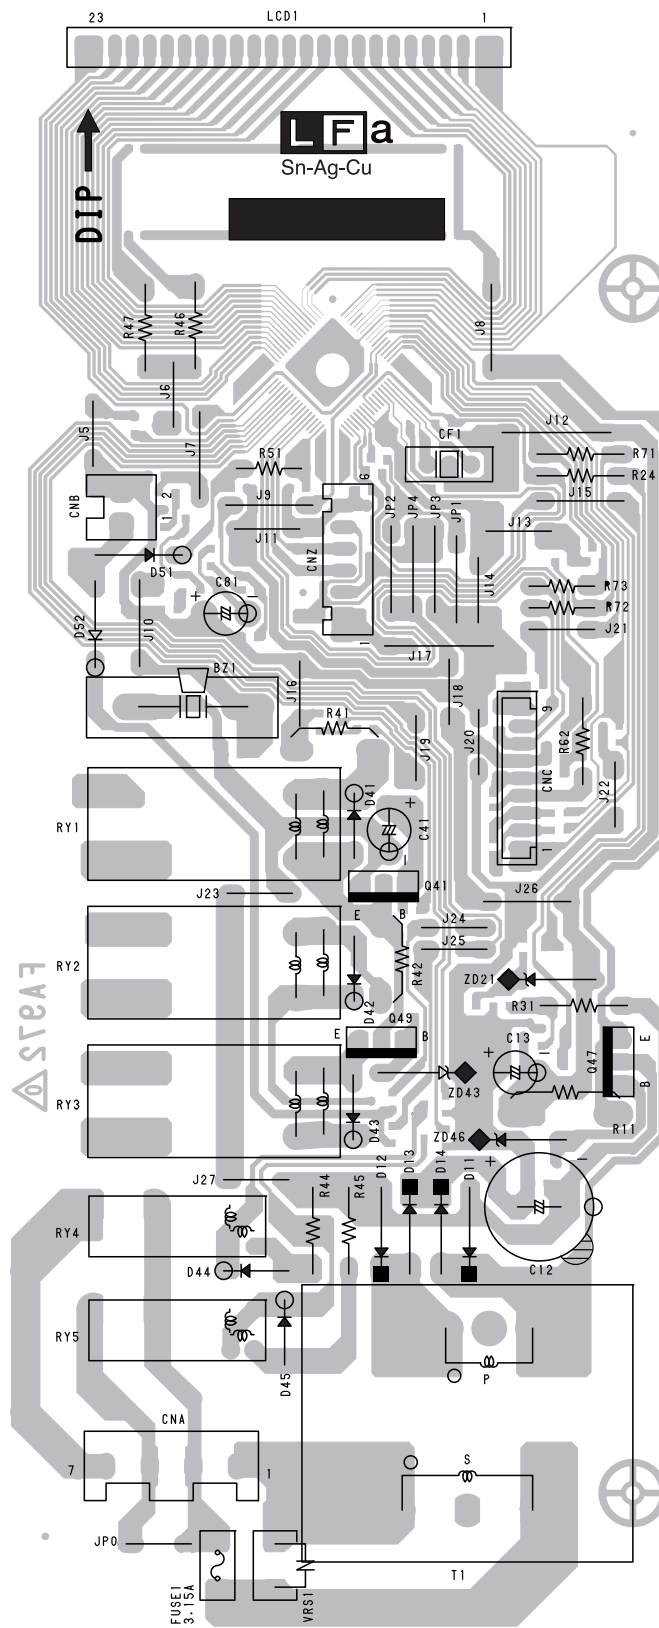 23
LCD1
1
LFa
Sn-Ag-Cu
DIP
R47
R46
J8
J6
J5
J7
J12
CF1
R71
R51
R24
CNB
2
1
J9
6
JP2
JP4
JP3
JP1
J15
J11
CNZ
J13
D51
C81
+
-
J14
R73
R72
D52
J10
1
J21
J17
BZ1
J16
J18
R41
J19
J20
9
CNC
R62
J22
1
D41
+
C41
-
RY1
Q41
J23
J26
E
B
J24
J25
RY2
R42
ZD21
D42
R31
FA972
Q49
E
B
C13
+
-
Q47
E
B
ZD43
RY3
D43
R11
ZD46
D12
D13
D14
D11
+
-
J27
R44
R45
RY4
D44
C12
RY5
D45
P
CNA
7
1
S
JP0
T1
FUSE1
3.15A
VRS1